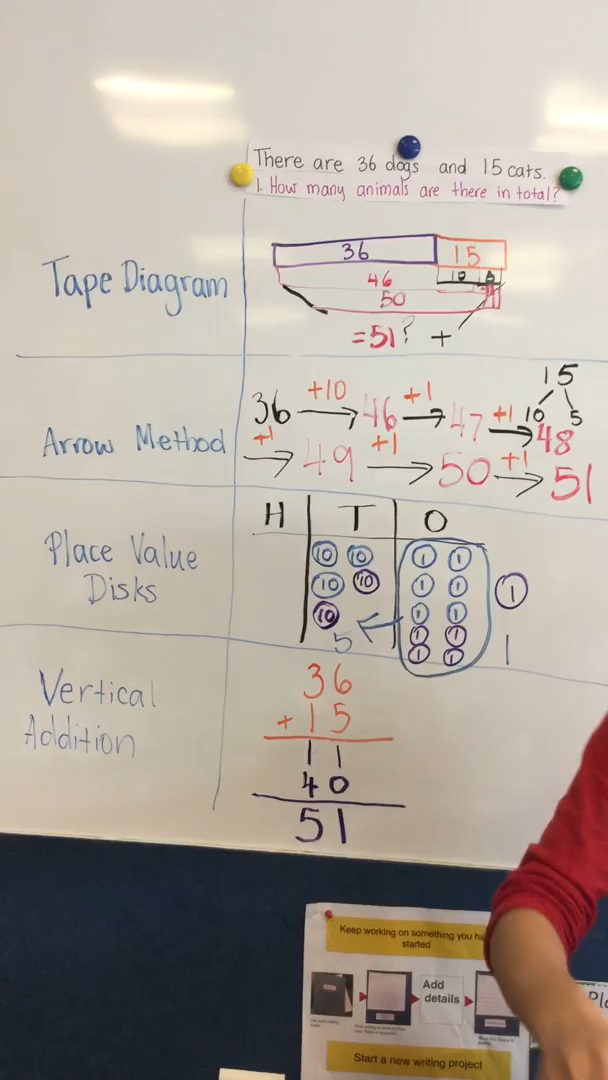 There are 36 dogs and 15 cats.
1. How many animals are there in total?
Tape Diagram
36 15
46 10
50
=51? +
Arrow Method
15
10 5
36 +10 46 +1 47 +1 48
+1 49 +1 50 +1 51
Place Value
Disks
H T O
10 10 1 1
10 10 1 1 1
10 1 1
1 1
1 1
5 1
Vertical
Addition
36
+ 15
11
40
51
Keep working on something you ha
started
Add
details
Start a new writing project